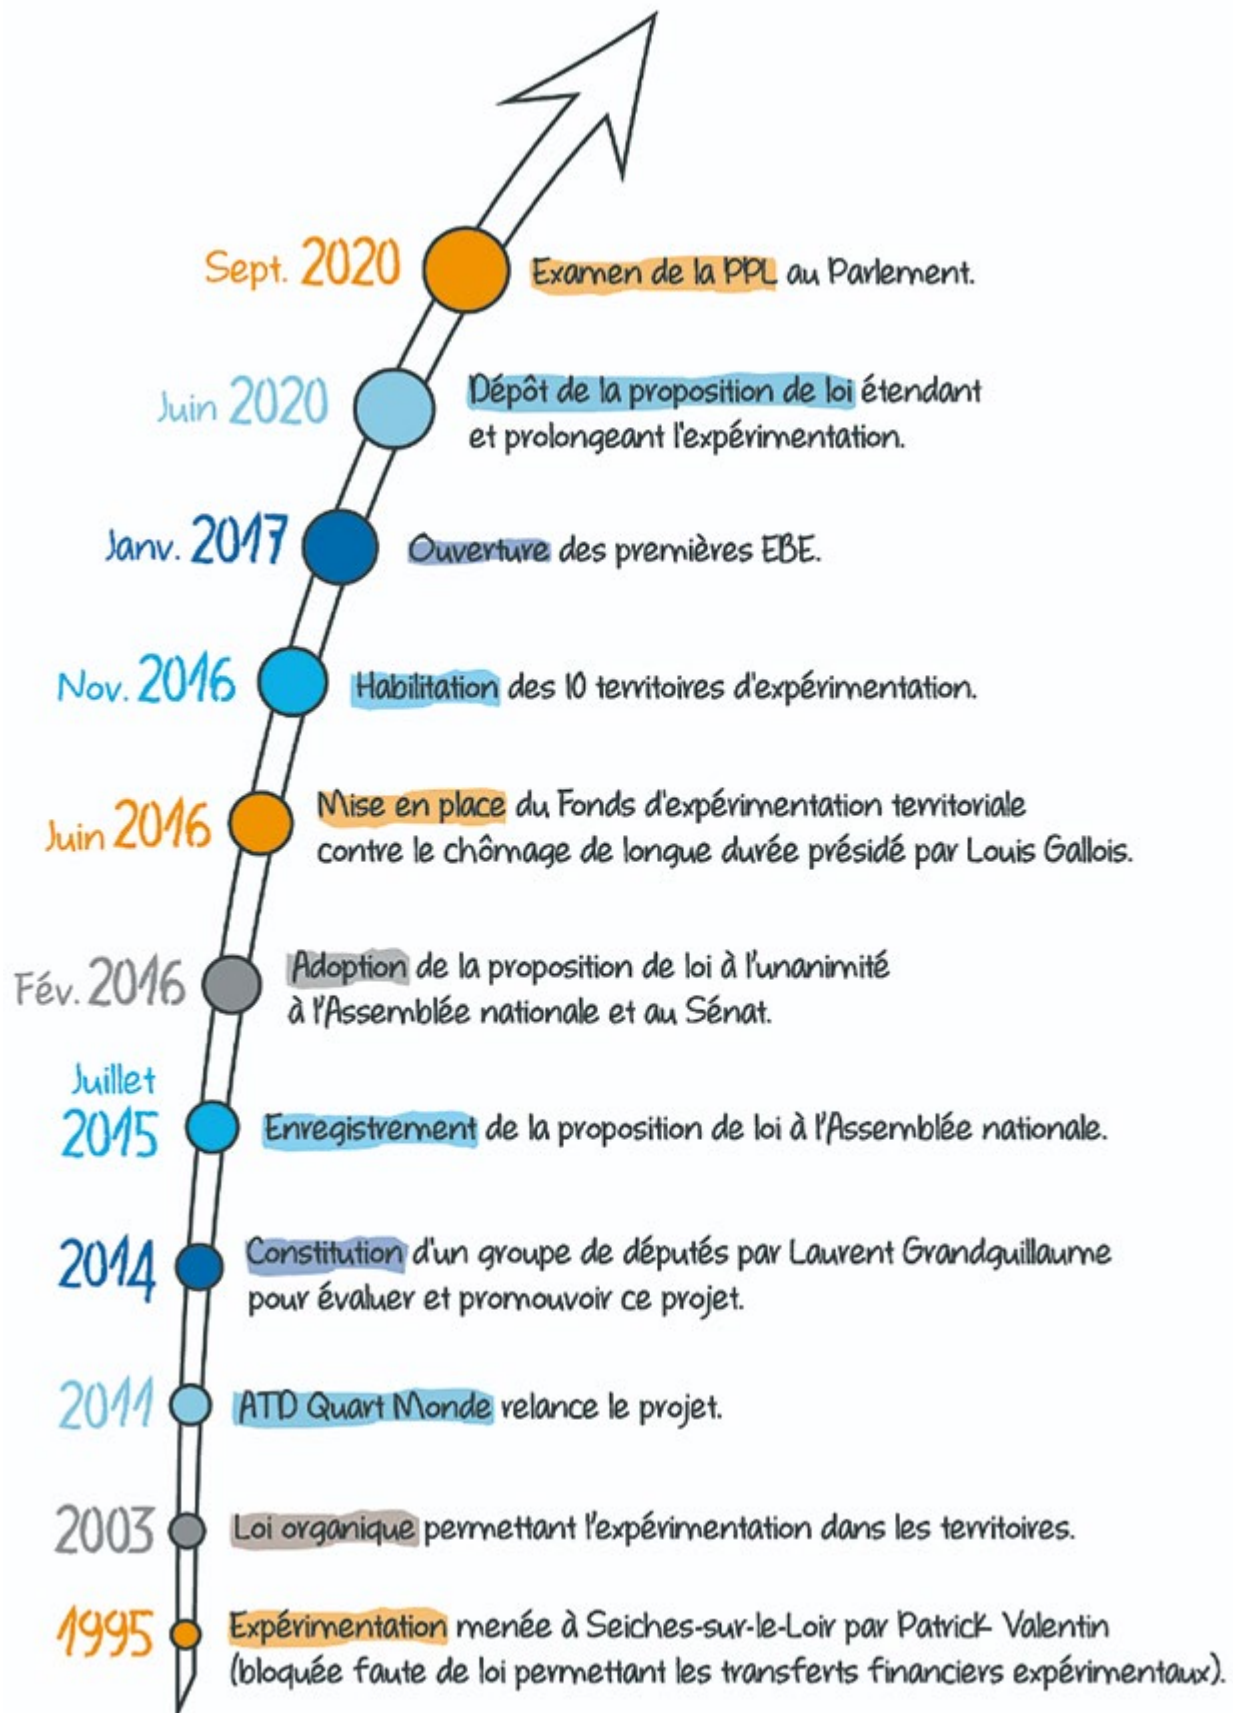 Sept. 2020
Examen de la PPL au Parlement.
Juin 2020
Dépôt de la proposition de loi étendant
et prolongeant l'expérimentation.
Janv. 2017
Ouverture des premières EBE.
Nov. 2016
Habilitation des 10 territoires d'expérimentation.
Juin 2016
Mise en place du Fonds d'expérimentation territoriale
contre le chômage de longue durée présidé par Louis Gallois.
Fév. 2016
Adoption de la proposition de loi à l'unanimité
à l'Assemblée nationale et au Sénat.
Juillet
2015
Enregistrement de la proposition de loi à l'Assemblée nationale.
2014
Constitution d'un groupe de députés par Laurent Grandguillaume
pour évaluer et promouvoir ce projet.
2011
ATD Quart Monde relance le projet.
2003
Loi organique permettant l'expérimentation dans les territoires.
1995
Expérimentation menée à Seiches-sur-le-Loir par Patrick Valentin
(bloquée faute de loi permettant les transferts financiers expérimentaux).